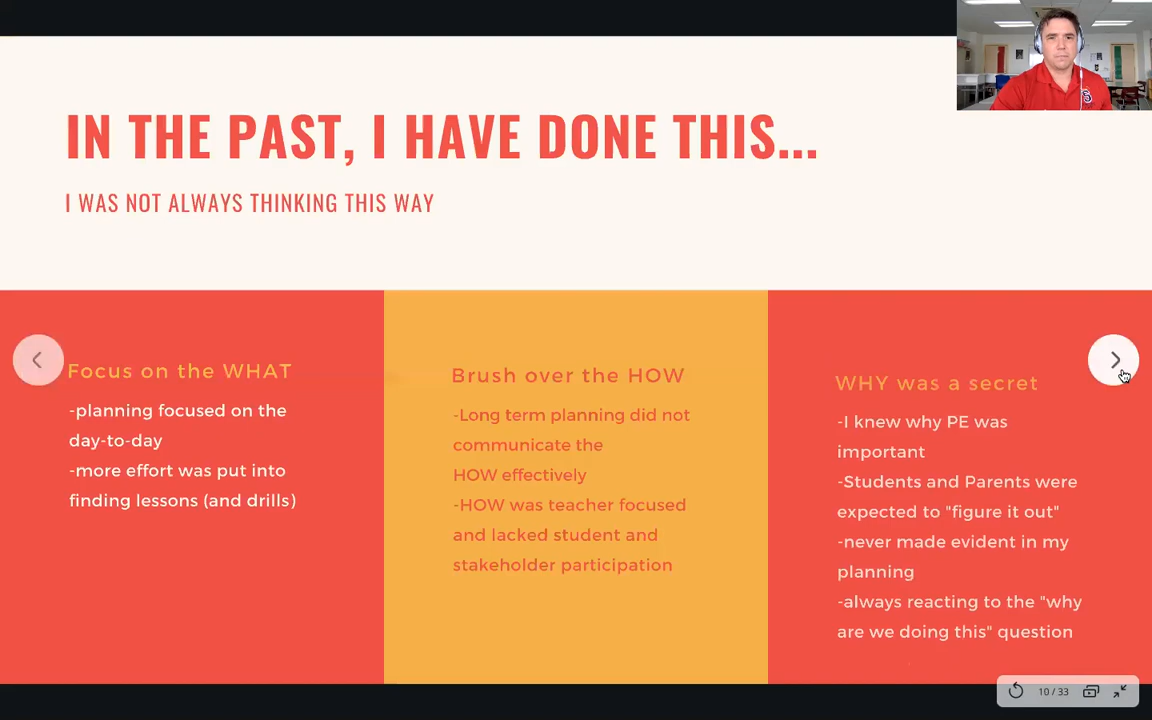 IN THE PAST, I HAVE DONE THIS...
I WAS NOT ALWAYS THINKING THIS WAY
Focus on the WHAT
-planning focused on the
day-to-day
-more effort was put into
finding lessons (and drills)
Brush over the HOW
-Long term planning did not
communicate the
HOW effectively
-HOW was teacher focused
and lacked student and
stakeholder participation
WHY was a secret
-I knew why PE was
important
-Students and Parents were
expected to "figure it out"
-never made evident in my
planning
-always reacting to the "why
are we doing this" question
10 / 33